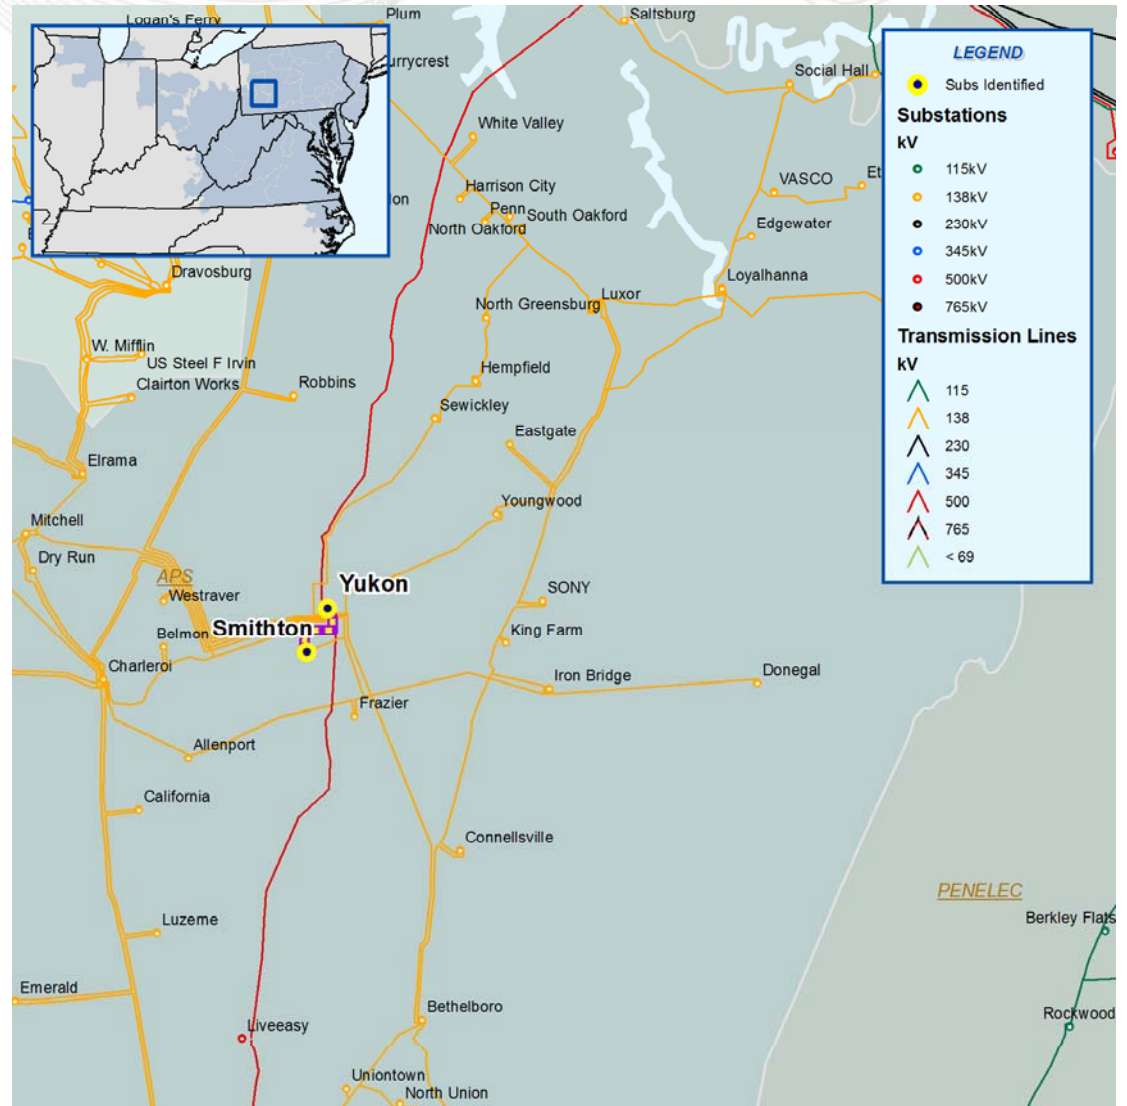 Logan's Ferry
Plum
Saltsburg
urrycrest
Social Hall
White Valley
VASCO
Et
Harrison City
lon
Penn
South Oakford
North Oakford
Edgewater
Dravosburg
Loyalhanna
Luxor
North Greensburg
W. Mifflin
US Steel F Irvin
Clairton Works
Robbins
Hempfield
Sewickley
Eastgate
Elrama
Youngwood
Mitchell
Dry Run
APS
Westraver
Yukon
SONY
Belmon
Smithton
King Farm
Charleroi
Iron Bridge
Donegal
Frazier
Allenport
California
Connellsville
PENELEC
Luzerne
Berkley Flats
Emerald
Bethelboro
Rockwood
Liveeasy
Uniontown
North Union
LEGEND
Subs Identified
Substations
kV
115kV
138kV
230kV
345kV
500kV
765kV
Transmission Lines
kV
115
138
230
345
500
765
< 69